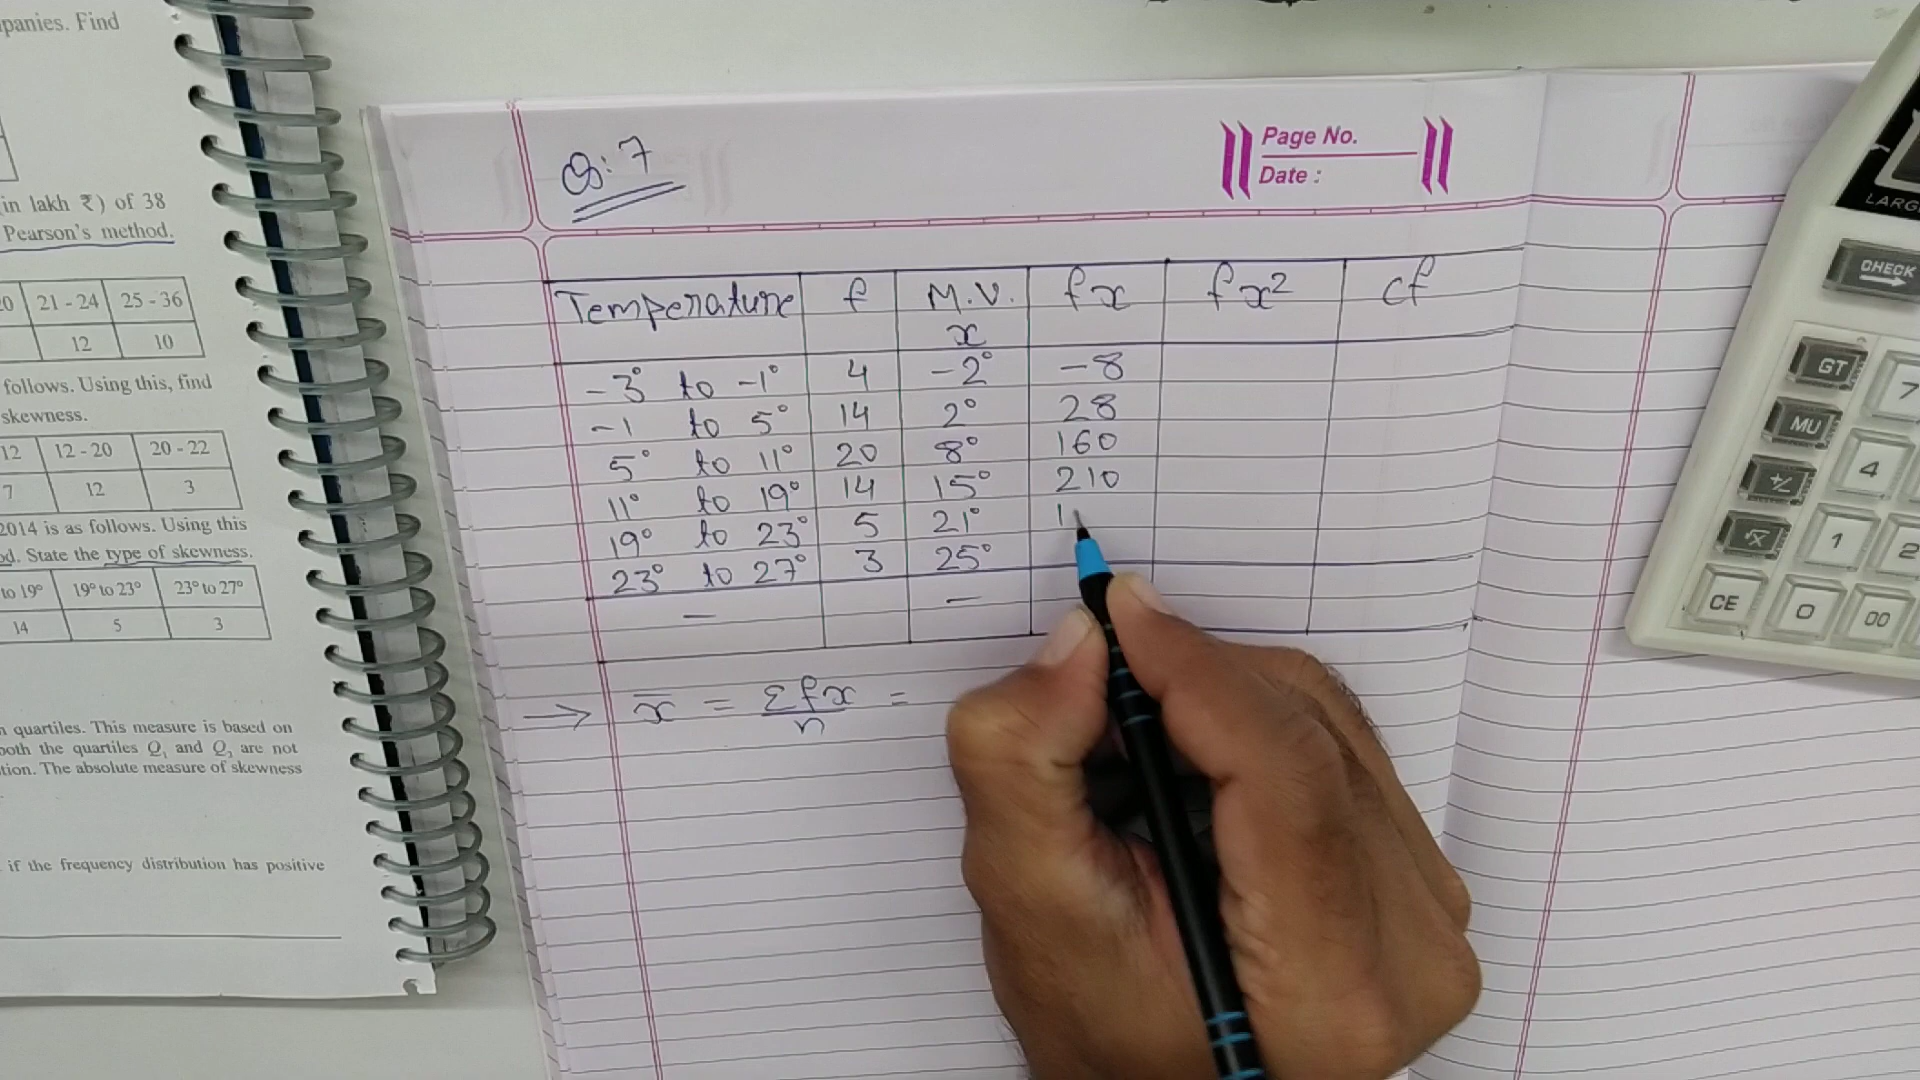 panies. Find
in lakh ₹) of 38
Pearson's method.
21 - 24 25 - 36
12 10
follows. Using this, find
skewness.
12 12 - 20 20 - 22
7 12 3
2014 is as follows. Using this
od. State the type of skewness.
to 19° 19° to 23° 23° to 27°
14 5 3
n quartiles. This measure is based on
both the quartiles Q₁ and Q₃ are not
tion. The absolute measure of skewness
if the frequency distribution has positive
Q: 7
Page No.
Date :
Temperature f M.V. x fx fx² cf
-3° to -1° 4 -2° -8
-1 to 5° 14 2° 28
5° to 11° 20 8° 160
11° to 19° 14 15° 210
19° to 23° 5 21° 1
23° to 27° 3 25°
— —
→ x̄ = Σfx/n =
LARG
CHECK
GT 7
MU 4
+/- 1 2
√x
CE 0 00